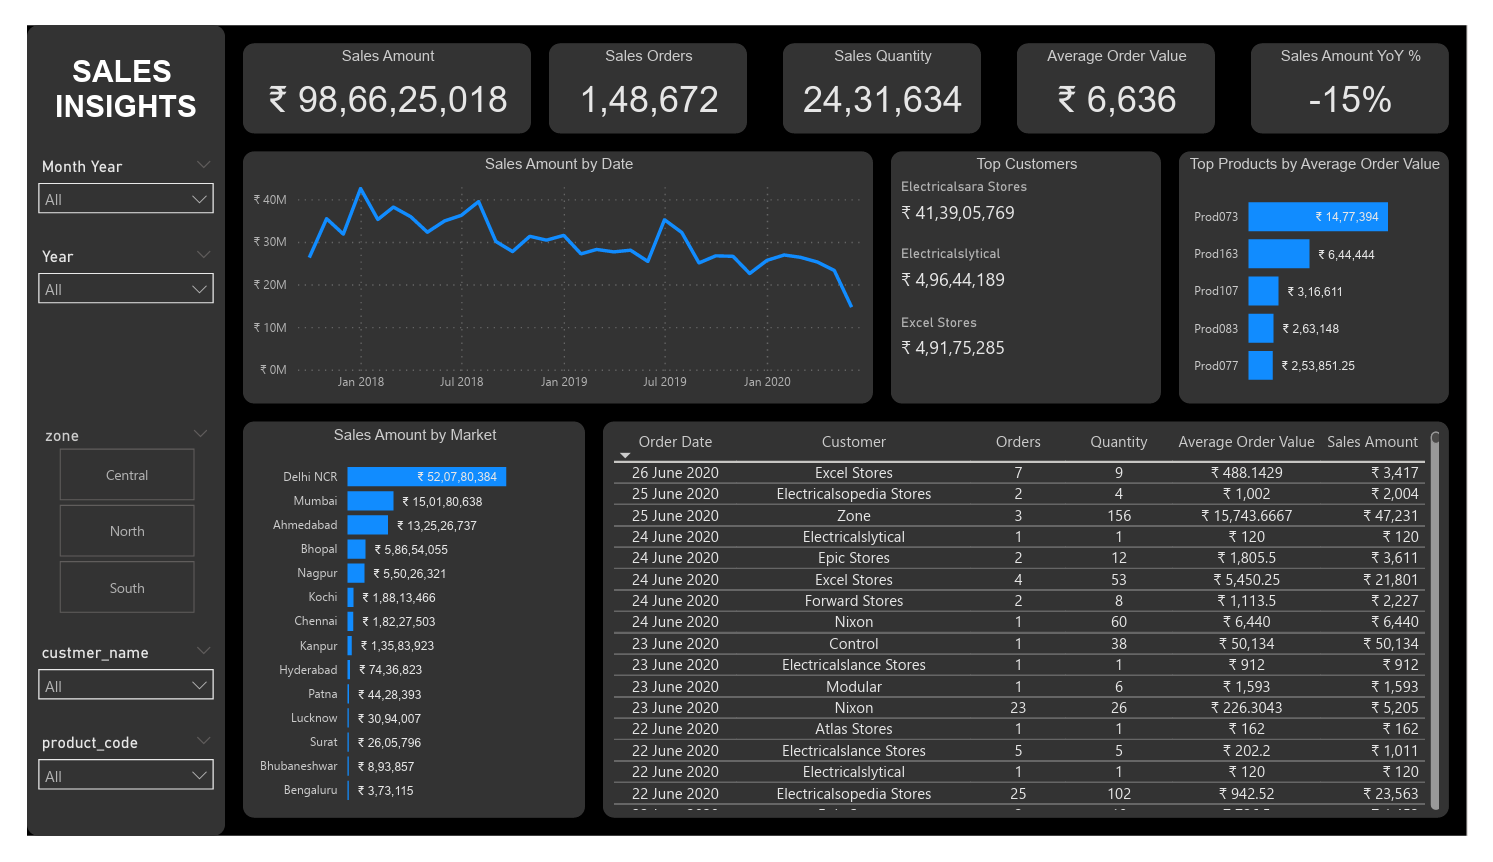 SALES
INSIGHTS
Month Year
All
Year
All
zone
Central
North
South
custmer_name
All
product_code
All
Sales Amount
₹ 98,66,25,018
Sales Orders
1,48,672
Sales Quantity
24,31,634
Average Order Value
₹ 6,636
Sales Amount YoY %
-15%
Sales Amount by Date
₹ 40M
₹ 30M
₹ 20M
₹ 10M
₹ 0M
Jan 2018 Jul 2018 Jan 2019 Jul 2019 Jan 2020
Top Customers
Electricalsara Stores
₹ 41,39,05,769
Electricalslytical
₹ 4,96,44,189
Excel Stores
₹ 4,91,75,285
Top Products by Average Order Value
Prod073 ₹ 14,77,394
Prod163 ₹ 6,44,444
Prod107 ₹ 3,16,611
Prod083 ₹ 2,63,148
Prod077 ₹ 2,53,851.25
Sales Amount by Market
Delhi NCR ₹ 52,07,80,384
Mumbai ₹ 15,01,80,638
Ahmedabad ₹ 13,25,26,737
Bhopal ₹ 5,86,54,055
Nagpur ₹ 5,50,26,321
Kochi ₹ 1,88,13,466
Chennai ₹ 1,82,27,503
Kanpur ₹ 1,35,83,923
Hyderabad ₹ 74,36,823
Patna ₹ 44,28,393
Lucknow ₹ 30,94,007
Surat ₹ 26,05,796
Bhubaneshwar ₹ 8,93,857
Bengaluru ₹ 3,73,115
Order Date Customer Orders Quantity Average Order Value Sales Amount
26 June 2020 Excel Stores 7 9 ₹ 488.1429 ₹ 3,417
25 June 2020 Electricalsopedia Stores 2 4 ₹ 1,002 ₹ 2,004
25 June 2020 Zone 3 156 ₹ 15,743.6667 ₹ 47,231
24 June 2020 Electricalslytical 1 1 ₹ 120 ₹ 120
24 June 2020 Epic Stores 2 12 ₹ 1,805.5 ₹ 3,611
24 June 2020 Excel Stores 4 53 ₹ 5,450.25 ₹ 21,801
24 June 2020 Forward Stores 2 8 ₹ 1,113.5 ₹ 2,227
24 June 2020 Nixon 1 60 ₹ 6,440 ₹ 6,440
23 June 2020 Control 1 38 ₹ 50,134 ₹ 50,134
23 June 2020 Electricalslance Stores 1 1 ₹ 912 ₹ 912
23 June 2020 Modular 1 6 ₹ 1,593 ₹ 1,593
23 June 2020 Nixon 23 26 ₹ 226.3043 ₹ 5,205
22 June 2020 Atlas Stores 1 1 ₹ 162 ₹ 162
22 June 2020 Electricalslance Stores 5 5 ₹ 202.2 ₹ 1,011
22 June 2020 Electricalslytical 1 1 ₹ 120 ₹ 120
22 June 2020 Electricalsopedia Stores 25 102 ₹ 942.52 ₹ 23,563